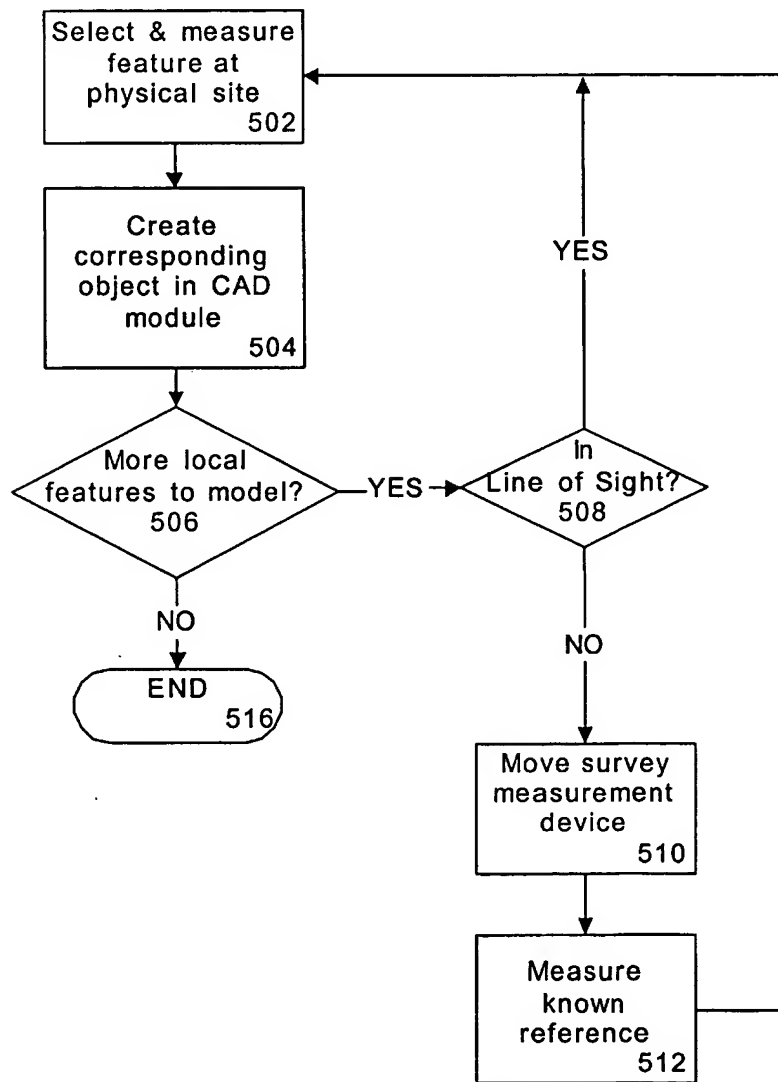 Select & measure
feature at
physical site
502
Create
corresponding
object in CAD
module
504
More local
features to model?
506
YES
In
Line of Sight?
508
YES
NO
END
516
NO
Move survey
measurement
device
510
Measure
known
reference
512